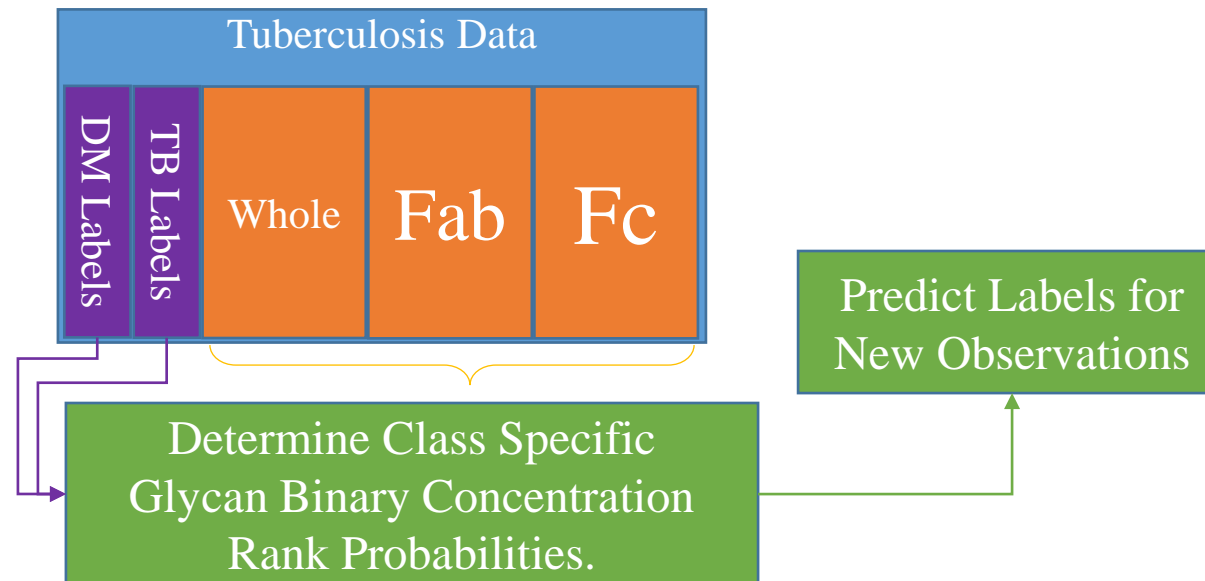 Tuberculosis Data
DM Labels
TB Labels
Whole
Fab
Fc
Predict Labels for
New Observations
Determine Class Specific
Glycan Binary Concentration
Rank Probabilities.